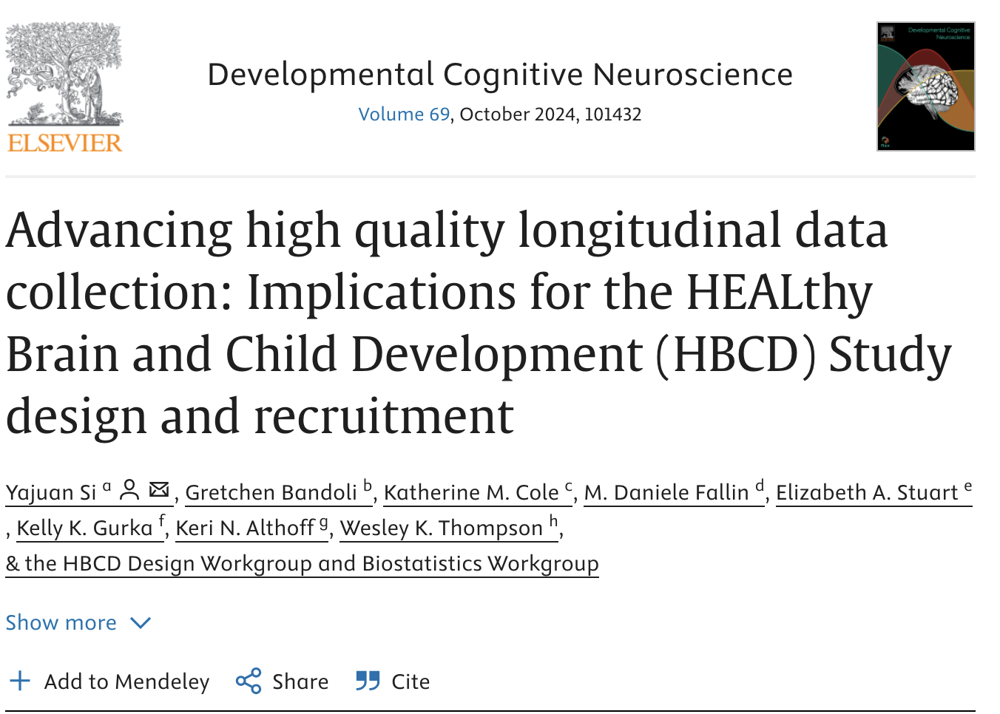 Developmental Cognitive
Neuroscience
ELSEVIER
Developmental Cognitive Neuroscience
Volume 69, October 2024, 101432
Advancing high quality longitudinal data
collection: Implications for the HEALthy
Brain and Child Development (HBCD) Study
design and recruitment
Yajuan Si a, Gretchen Bandoli b, Katherine M. Cole c, M. Daniele Fallin d, Elizabeth A. Stuart e
, Kelly K. Gurka f, Keri N. Althoff g, Wesley K. Thompson h,
& the HBCD Design Workgroup and Biostatistics Workgroup
Show more
Add to Mendeley Share Cite